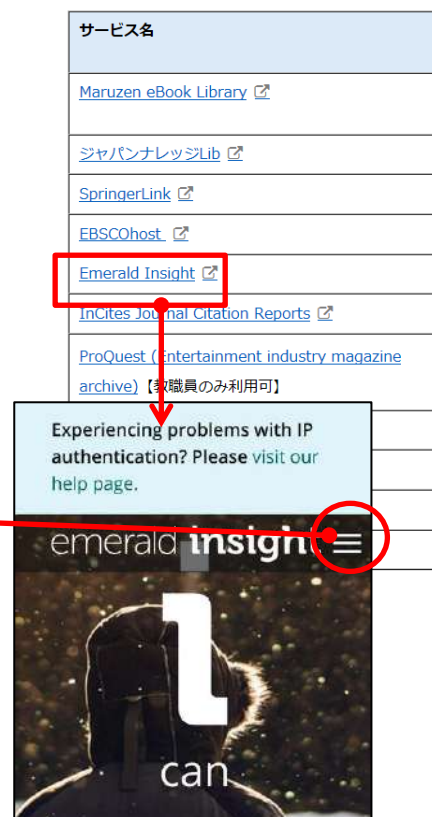 サービス名
Maruzen eBook Library
ジャパンナレッジLib
SpringerLink
EBSCOhost
Emerald Insight
InCites Journal Citation Reports
ProQuest (Entertainment industry magazine
archive)【教職員のみ利用可】
Experiencing problems with IP
authentication? Please visit our
help page.
emerald insight
I
can